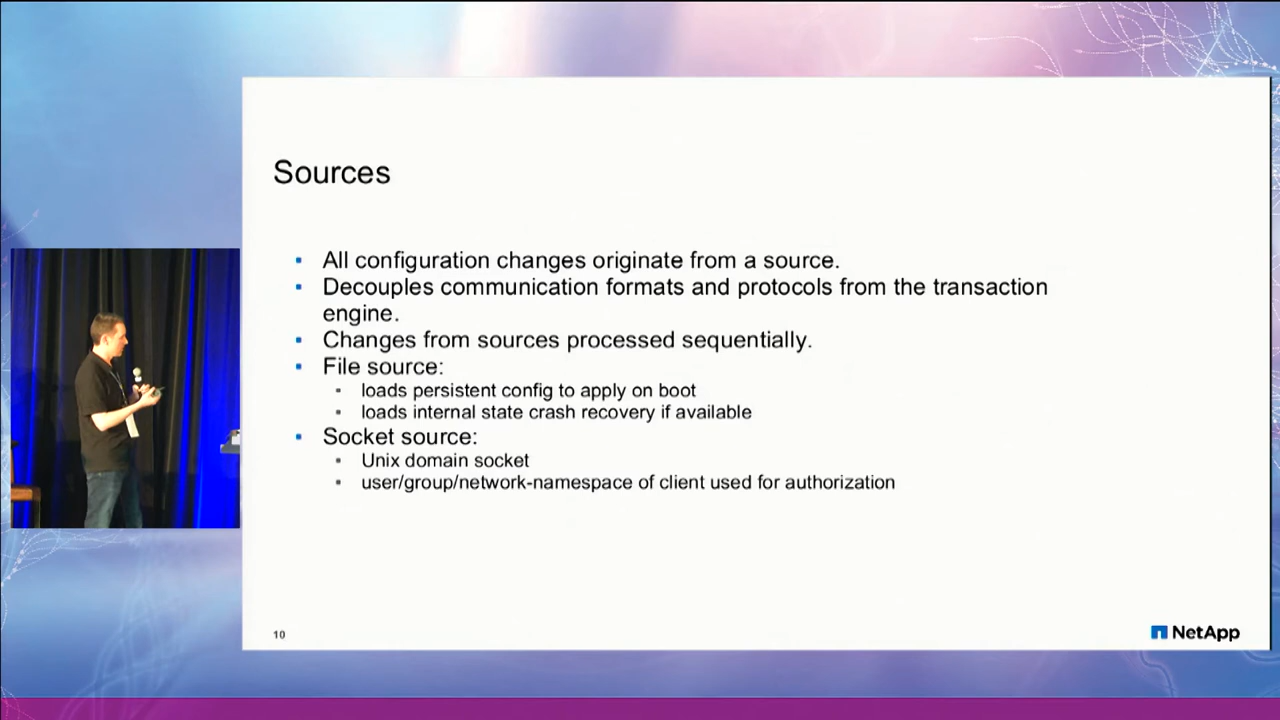 Sources
All configuration changes originate from a source.
Decouples communication formats and protocols from the transaction
engine.
Changes from sources processed sequentially.
File source:
loads persistent config to apply on boot
loads internal state crash recovery if available
Socket source:
Unix domain socket
user/group/network-namespace of client used for authorization
10
NetApp